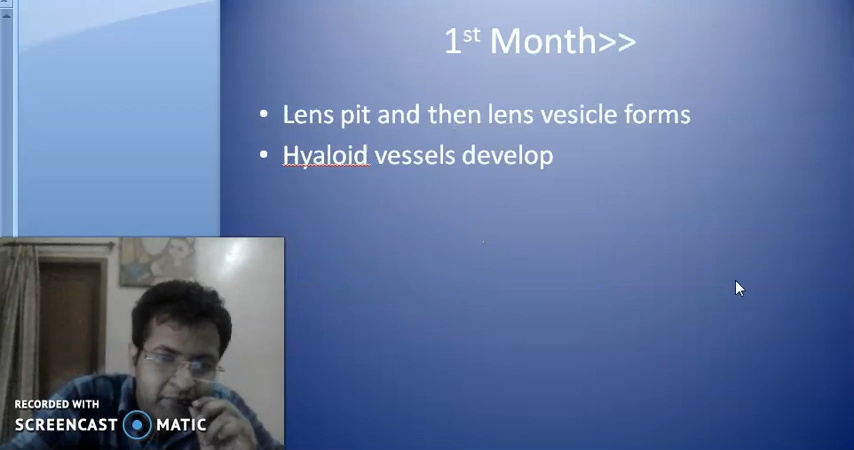 1st Month>>
• Lens pit and then lens vesicle forms
• Hyaloid vessels develop
RECORDED WITH
SCREENCAST MATIC